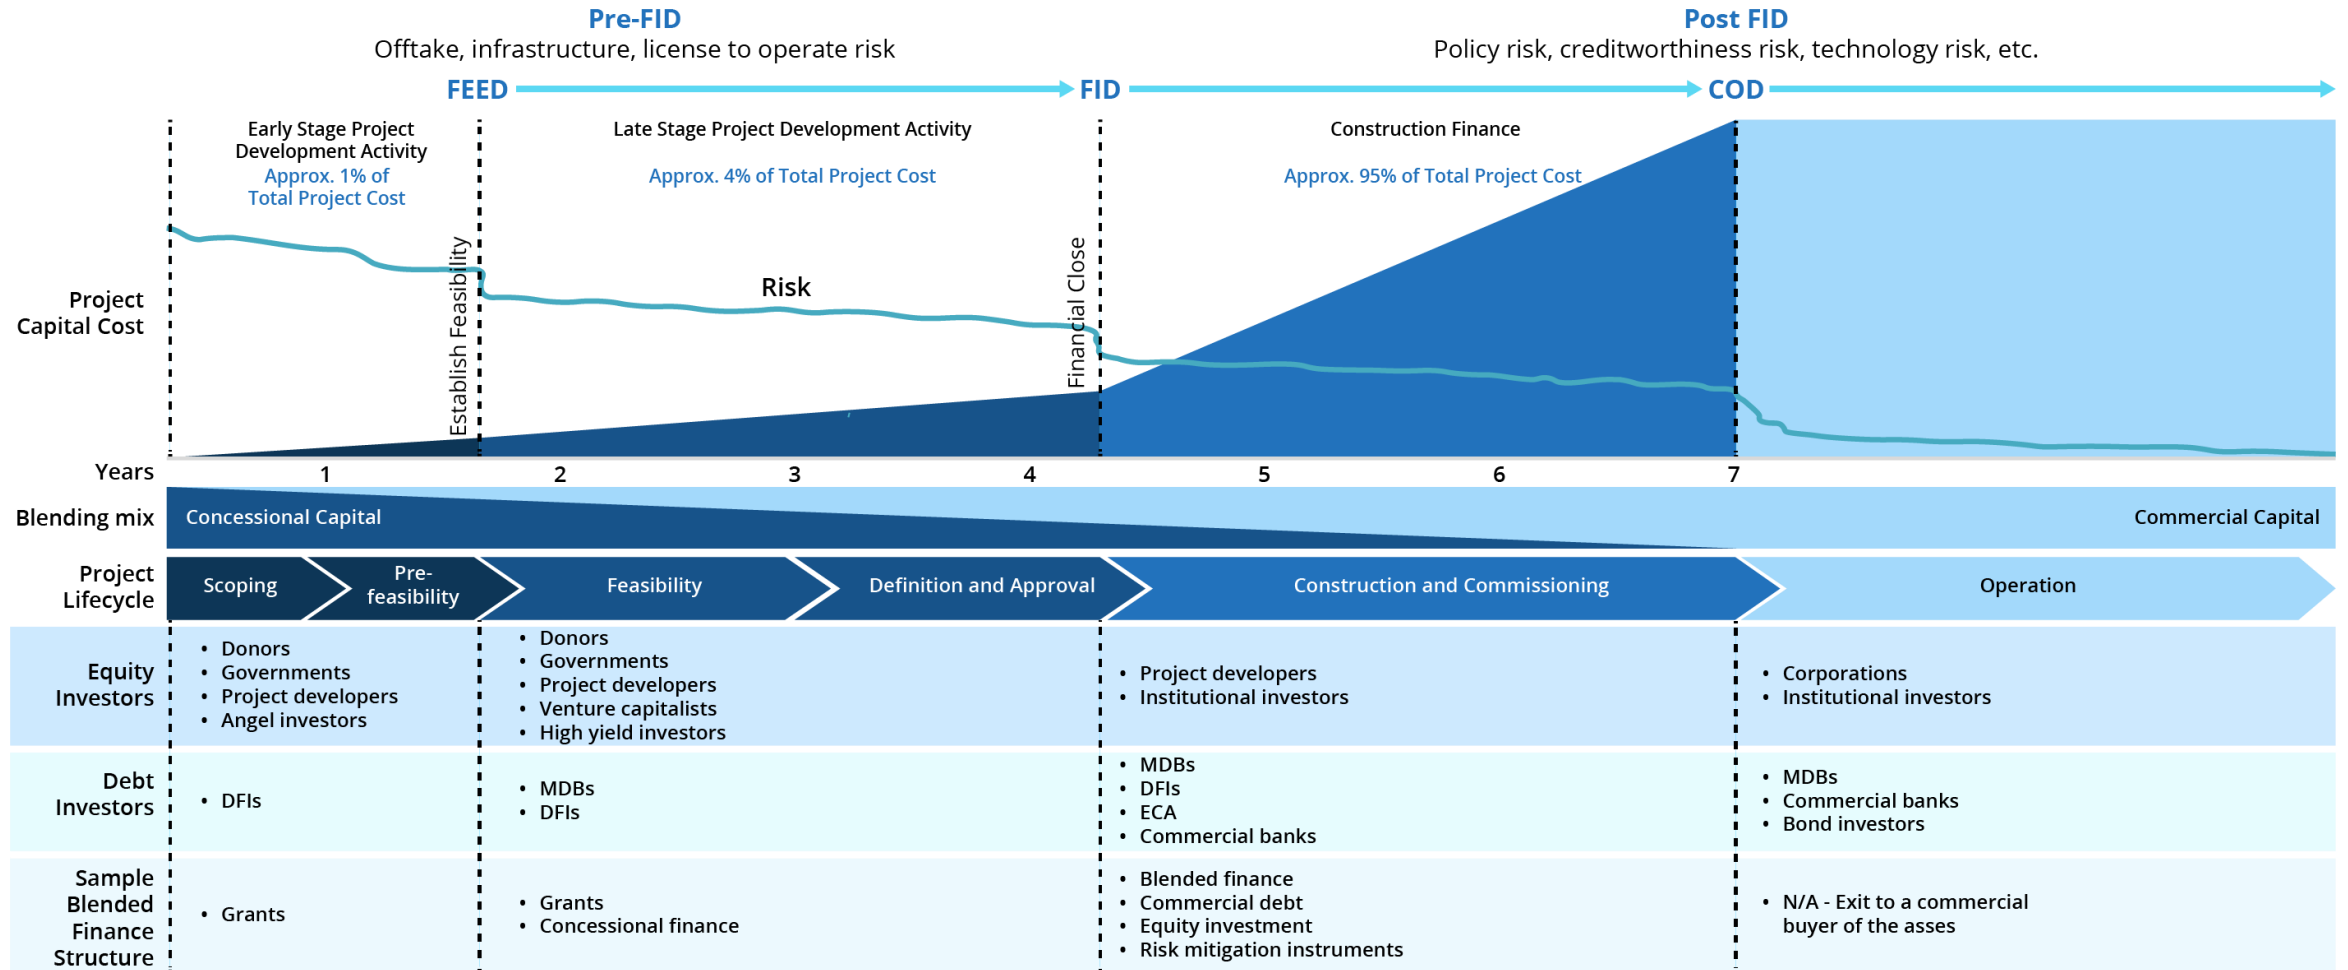 Pre-FID
Offtake, infrastructure, license to operate risk
Post FID
Policy risk, creditworthiness risk, technology risk, etc.
FEED
FID
COD
Early Stage Project
Development Activity
Approx. 1% of
Total Project Cost
Late Stage Project Development Activity
Approx. 4% of Total Project Cost
Construction Finance
Approx. 95% of Total Project Cost
Project
Capital Cost
Establish Feasibility
Risk
Financial Close
Years
1
2
3
4
5
6
7
Blending mix
Concessional Capital
Commercial Capital
Project
Lifecycle
Scoping
Pre-
feasibility
Feasibility
Definition and Approval
Construction and Commissioning
Operation
Equity
Investors
• Donors
• Governments
• Project developers
• Angel investors
• Donors
• Governments
• Project developers
• Venture capitalists
• High yield investors
• Project developers
• Institutional investors
• Corporations
• Institutional investors
Debt
Investors
• DFIs
• MDBs
• DFIs
• MDBs
• DFIs
• ECA
• Commercial banks
• MDBs
• Commercial banks
• Bond investors
Sample
Blended
Finance
Structure
• Grants
• Grants
• Concessional finance
• Blended finance
• Commercial debt
• Equity investment
• Risk mitigation instruments
• N/A - Exit to a commercial
buyer of the asses